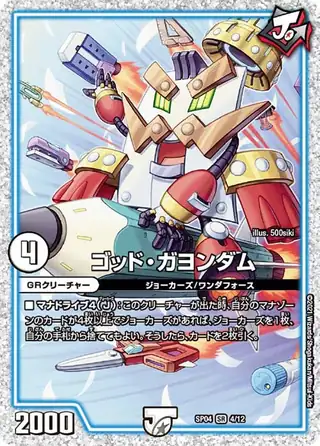 J
illus. 500siki
4
ゴッド・ガヨンダム
GRクリーチャー
ジョーカーズ/ワンダフォース
■ マナドライブ4(J):このクリーチャーが出た時、自分のマナゾー
ンのカードが4枚以上でジョーカーズがあれば、ジョーカーズを1枚、
自分の手札から捨ててもよい。そうしたら、カードを2枚引く。
2000
J
SP04 SR 4/12